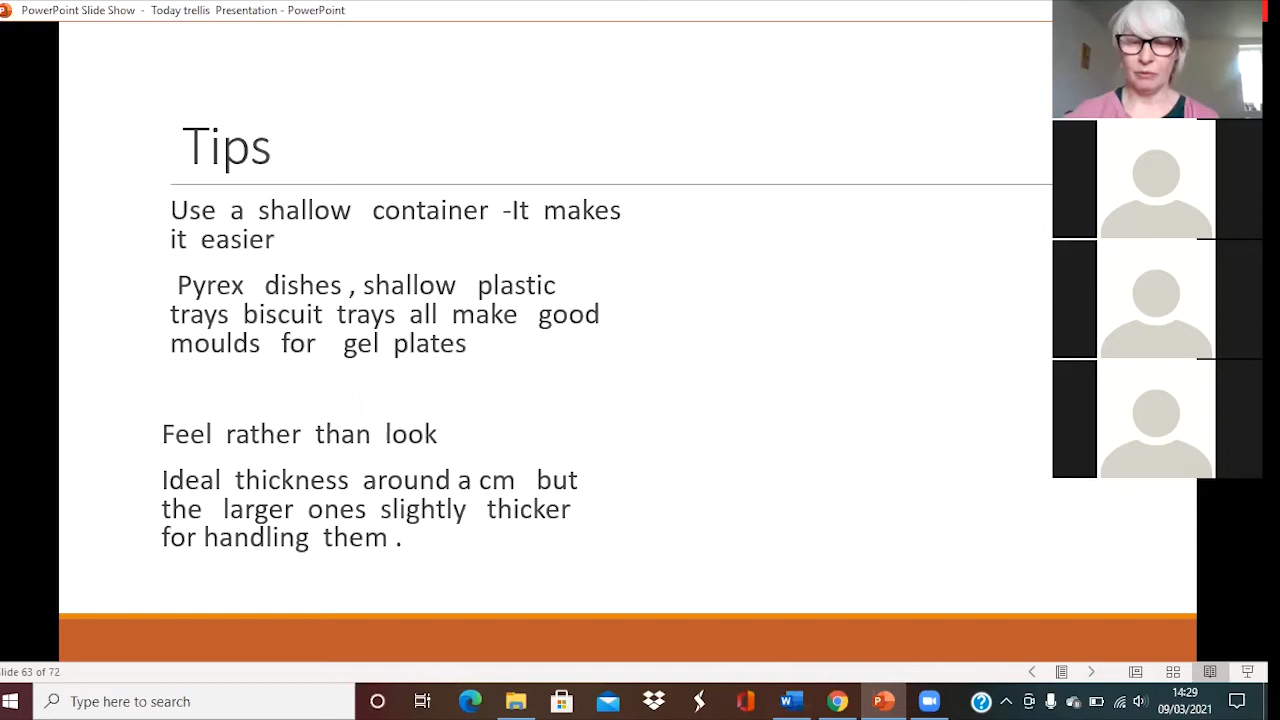 PowerPoint Slide Show - Today trellis Presentation - PowerPoint
Tips
Use a shallow container -It makes
it easier
Pyrex dishes , shallow plastic
trays biscuit trays all make good
moulds for gel plates
Feel rather than look
Ideal thickness around a cm but
the larger ones slightly thicker
for handling them .
Slide 63 of 72
Type here to search
14:29
09/03/2021